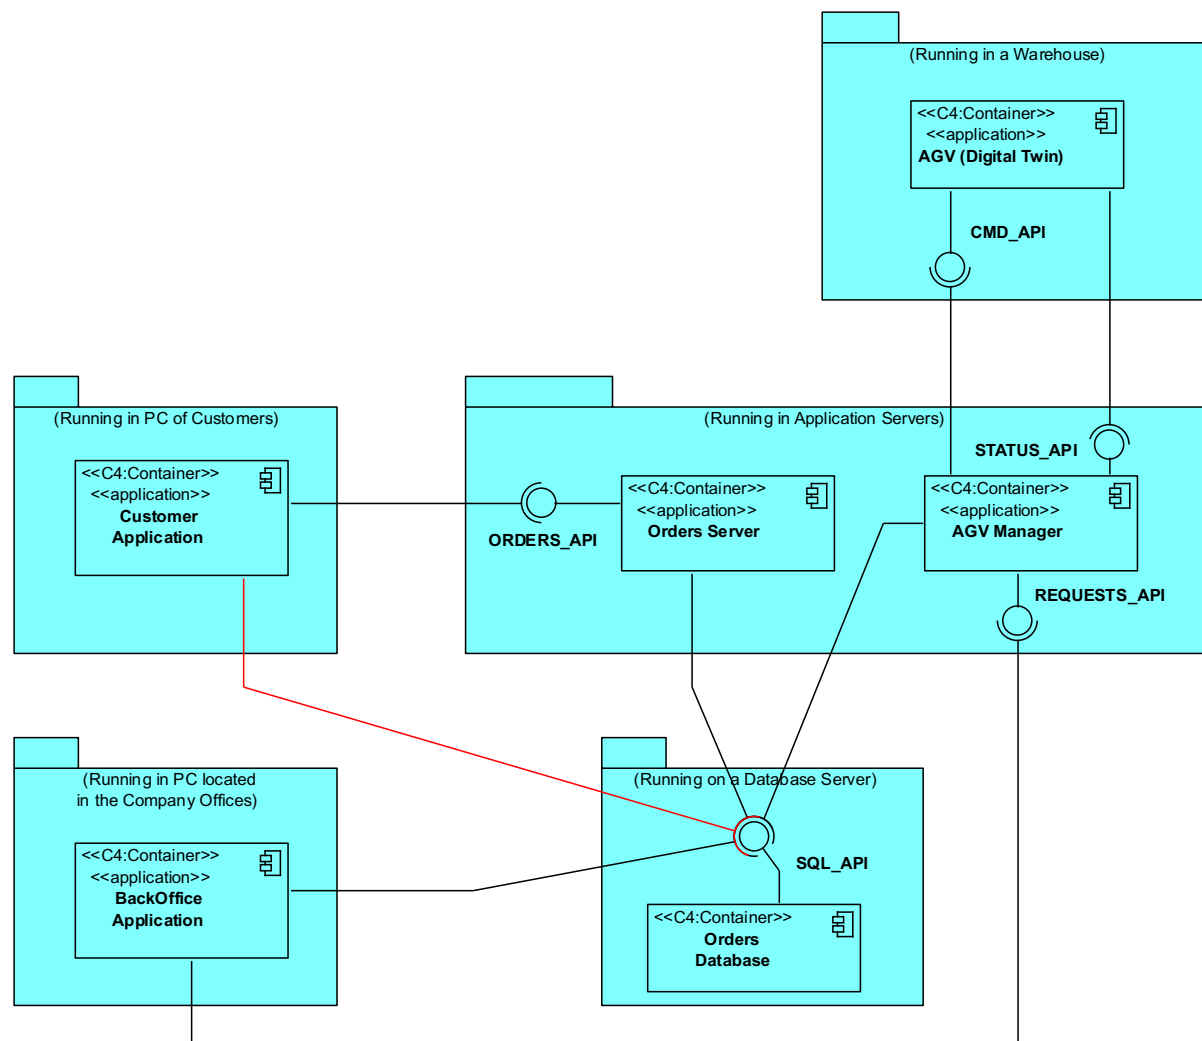 (Running in a Warehouse)
<<C4:Container>>
<<application>>
AGV (Digital Twin)
CMD_API
(Running in PC of Customers)
<<C4:Container>>
<<application>>
Customer
Application
(Running in Application Servers)
ORDERS_API
<<C4:Container>>
<<application>>
Orders Server
STATUS_API
<<C4:Container>>
<<application>>
AGV Manager
REQUESTS_API
(Running in PC located
in the Company Offices)
<<C4:Container>>
<<application>>
BackOffice
Application
(Running on a Database Server)
SQL_API
<<C4:Container>>
Orders
Database